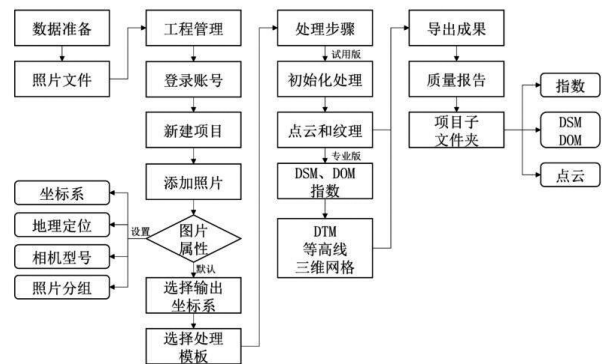 数据准备
照片文件
工程管理
登录账号
新建项目
添加照片
图片
属性
设置
坐标系
地理定位
相机型号
照片分组
默认
选择输出
坐标系
选择处理
模板
处理步骤
试用版
初始化处理
点云和纹理
专业版
DSM、DOM
指数
DTM
等高线
三维网格
导出成果
质量报告
项目子
文件夹
指数
DSM
DOM
点云